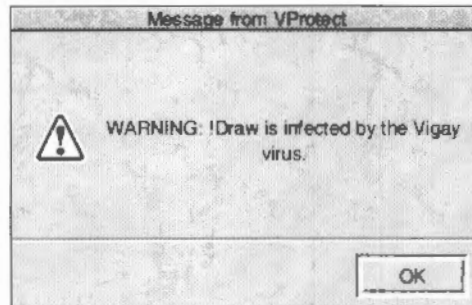 Message from VProtect
WARNING: !Draw is infected by the Vigay
virus.
OK